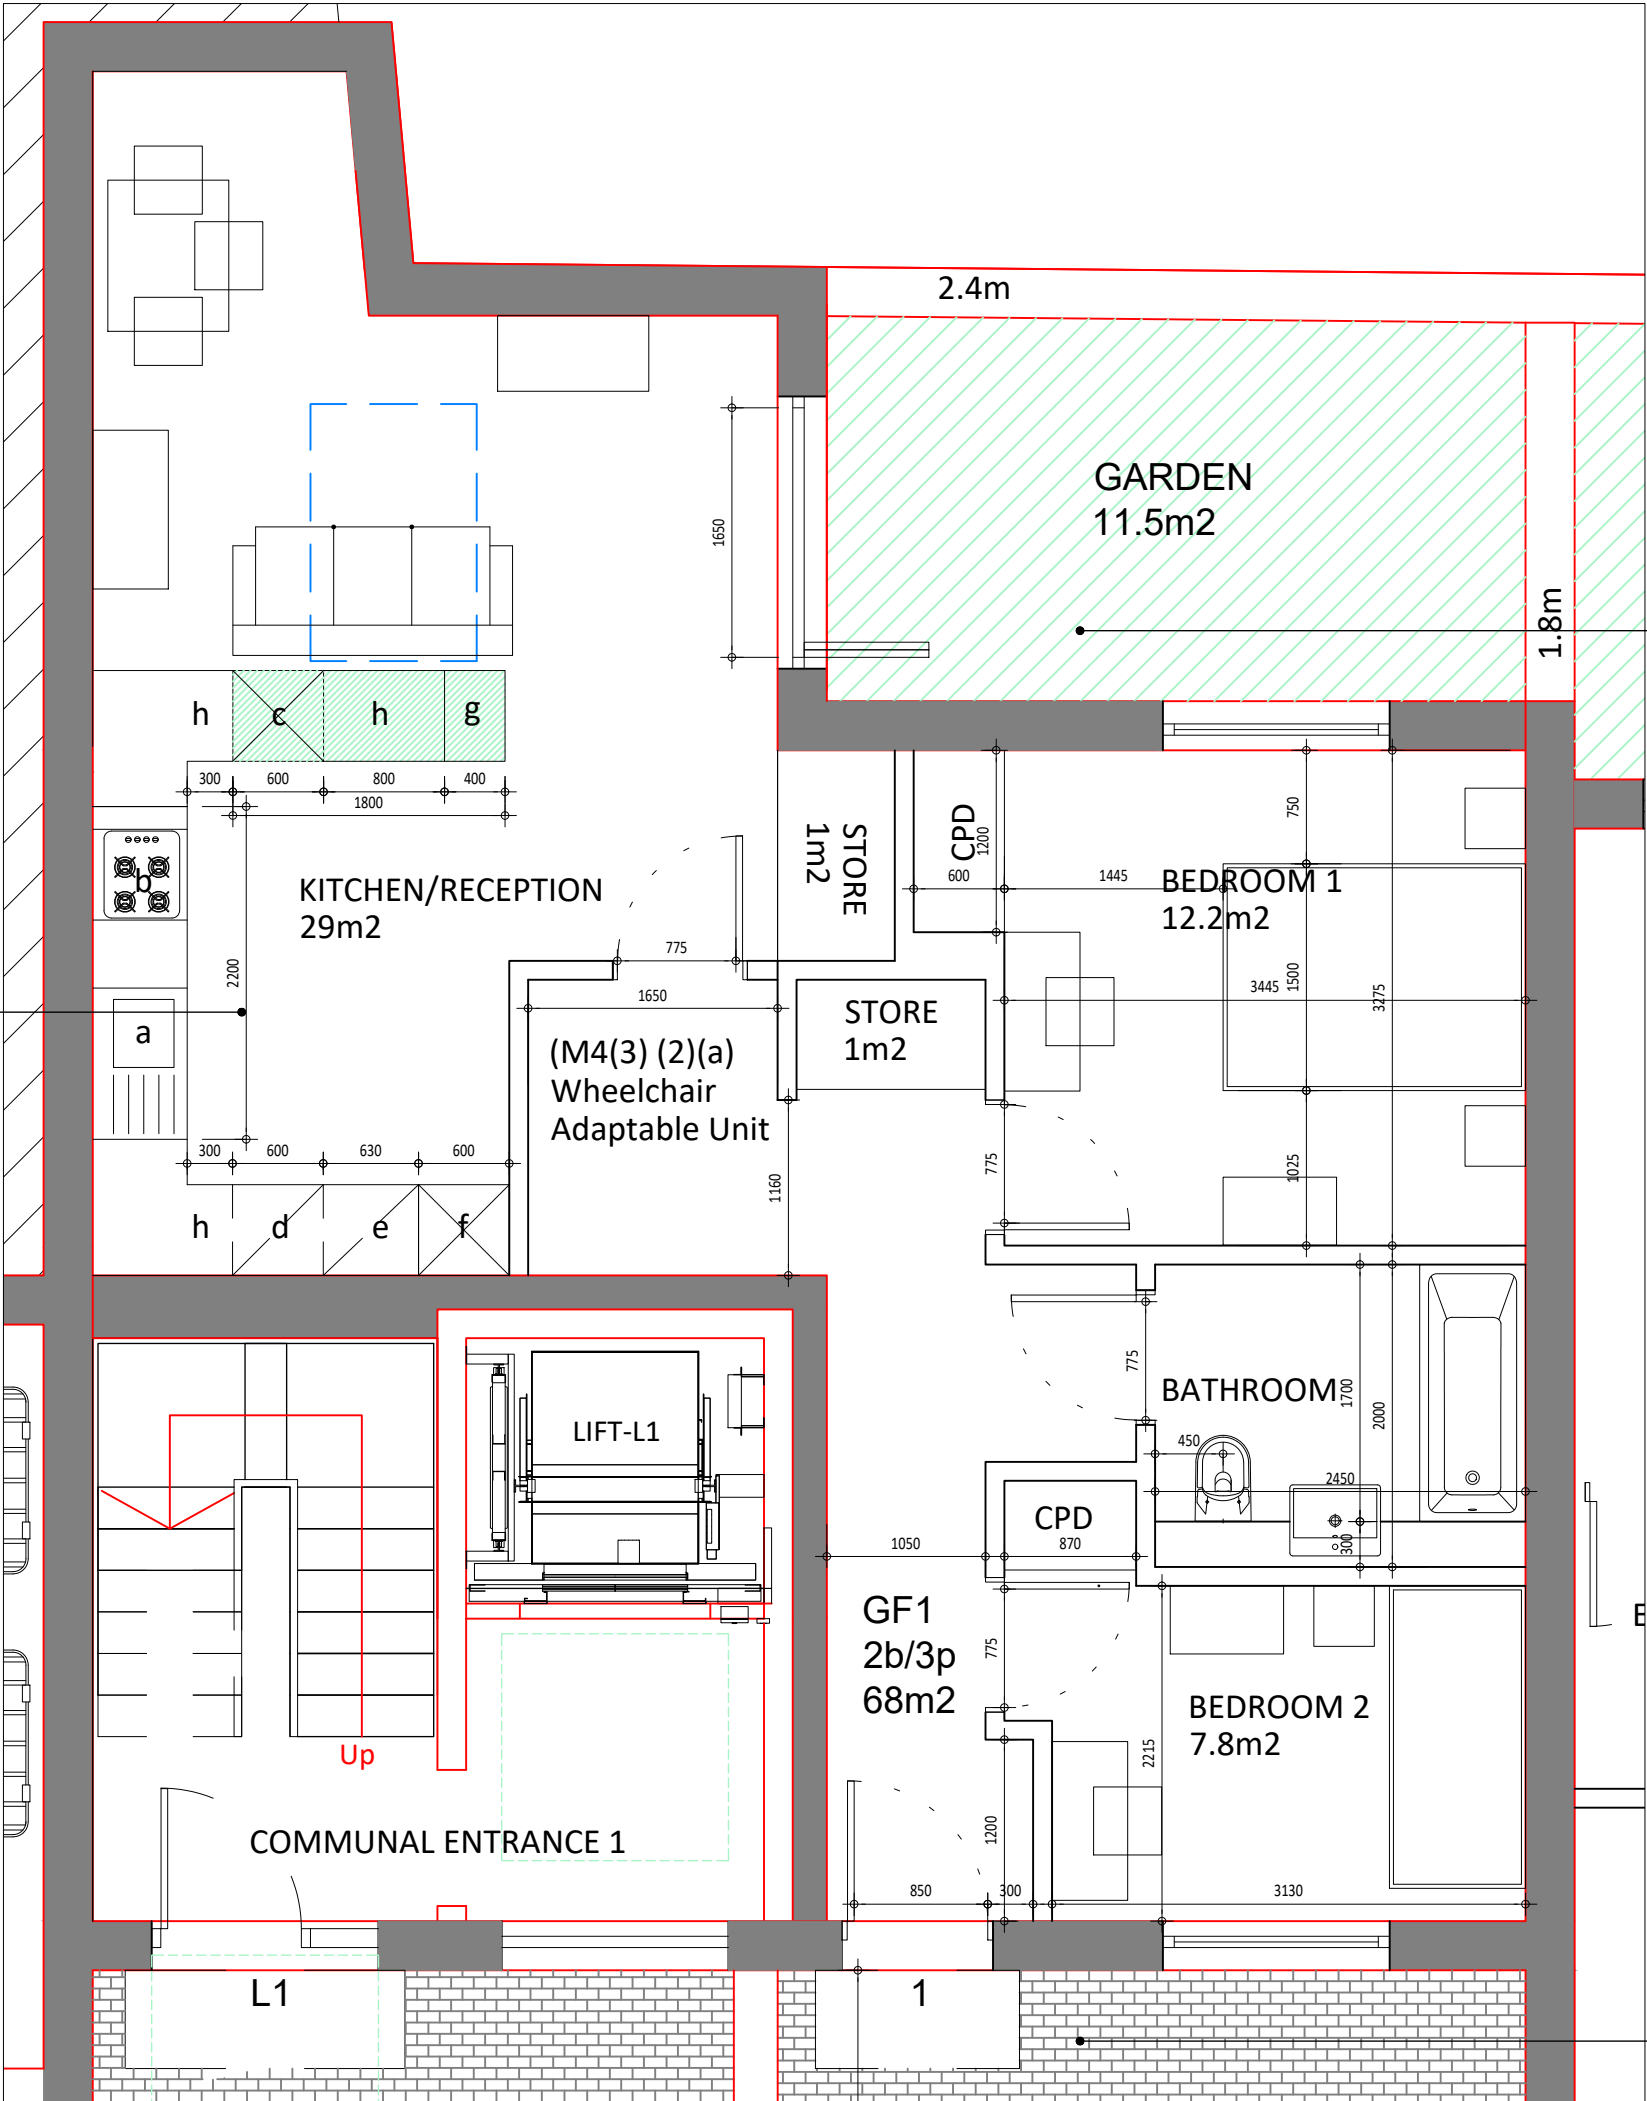 2.4m
GARDEN
11.5m2
1650
1.8m
h
c
h
g
300
600
800
400
1800
STORE
1m2
CPD
1200
750
600
1445
BEDROOM 1
12.2m2
b
KITCHEN/RECEPTION
29m2
775
2200
1650
3445
1500
3275
STORE
1m2
a
(M4(3) (2)(a)
Wheelchair
Adaptable Unit
300
600
630
600
1160
775
1025
h
d
e
f
LIFT-L1
775
BATHROOM
1700
2000
450
2450
CPD
300
1050
870
GF1
2b/3p
68m2
775
BEDROOM 2
7.8m2
2215
Up
1200
COMMUNAL ENTRANCE 1
850
300
3130
L1
1
E